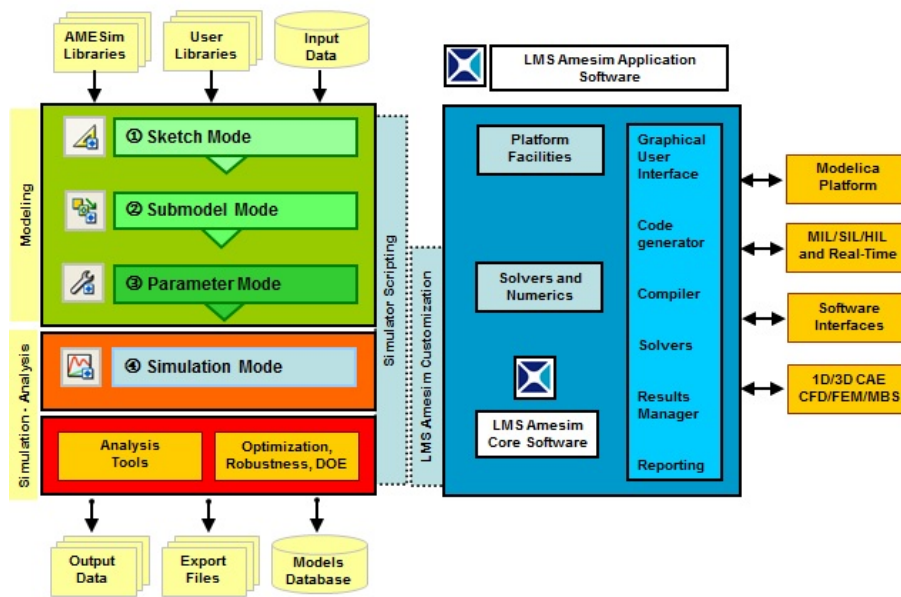 AMESim
Libraries
User
Libraries
Input
Data
LMS Amesim Application
Software
Modeling
① Sketch Mode
② Submodel Mode
③ Parameter Mode
Simulation - Analysis
④ Simulation Mode
Analysis
Tools
Optimization,
Robustness, DOE
Simulator Scripting
LMS Amesim Customization
Platform
Facilities
Solvers and
Numerics
LMS Amesim
Core Software
Graphical
User
Interface
Code
generator
Compiler
Solvers
Results
Manager
Reporting
Modelica
Platform
MIL/SIL/HIL
and Real-Time
Software
Interfaces
1D/3D CAE
CFD/FEM/MBS
Output
Data
Export
Files
Models
Database